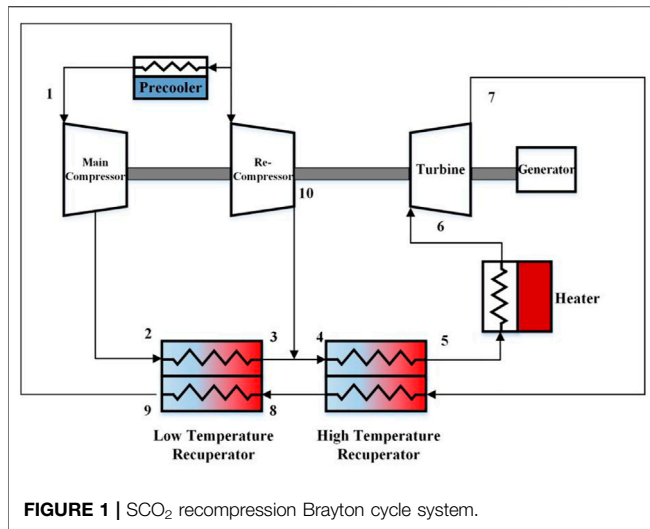 1
Precooler
7
Main
Compressor
Re-
Compressor
10
Turbine
Generator
6
Heater
2
3
4
5
9
8
Low Temperature
Recuperator
High Temperature
Recuperator
FIGURE 1 | SCO₂ recompression Brayton cycle system.